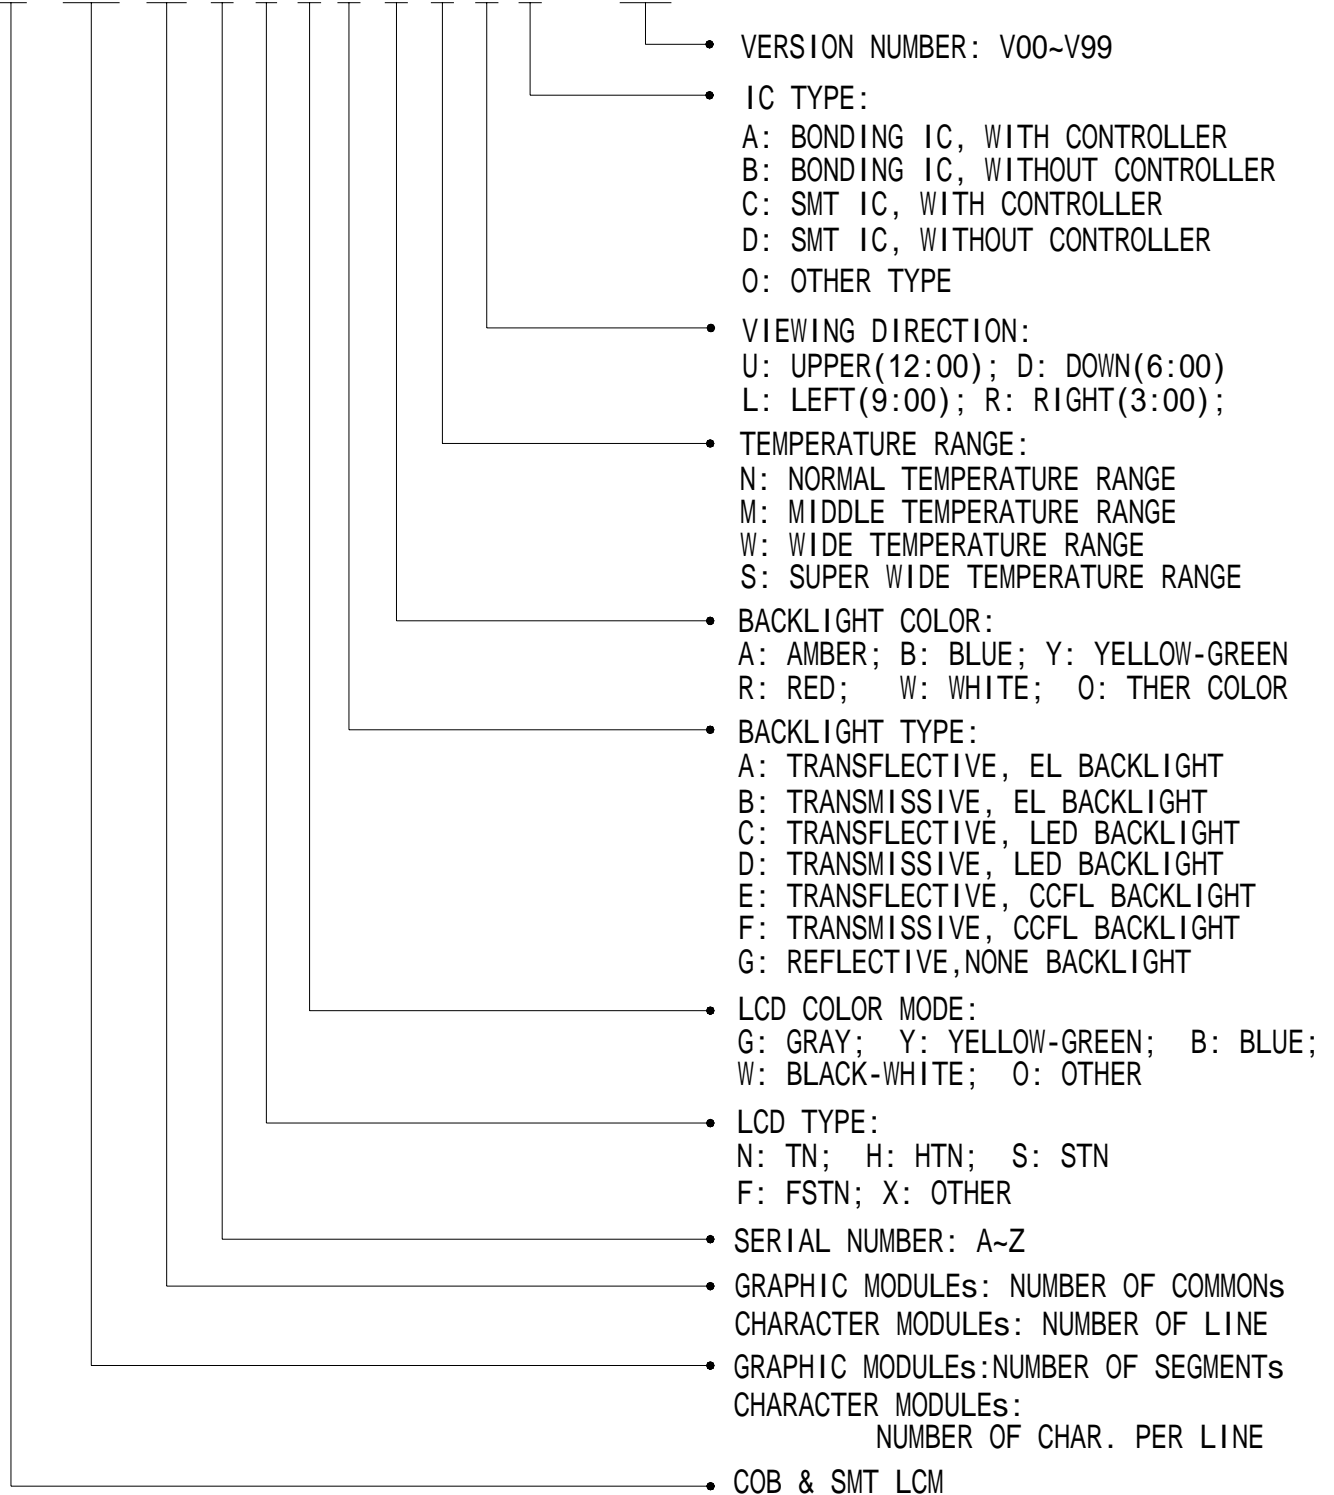 VERSION NUMBER: V00~V99
IC TYPE:
A: BONDING IC, WITH CONTROLLER
B: BONDING IC, WITHOUT CONTROLLER
C: SMT IC, WITH CONTROLLER
D: SMT IC, WITHOUT CONTROLLER
O: OTHER TYPE
VIEWING DIRECTION:
U: UPPER(12:00); D: DOWN(6:00)
L: LEFT(9:00); R: RIGHT(3:00);
TEMPERATURE RANGE:
N: NORMAL TEMPERATURE RANGE
M: MIDDLE TEMPERATURE RANGE
W: WIDE TEMPERATURE RANGE
S: SUPER WIDE TEMPERATURE RANGE
BACKLIGHT COLOR:
A: AMBER; B: BLUE; Y: YELLOW-GREEN
R: RED; W: WHITE; O: THER COLOR
BACKLIGHT TYPE:
A: TRANSFLECTIVE, EL BACKLIGHT
B: TRANSMISSIVE, EL BACKLIGHT
C: TRANSFLECTIVE, LED BACKLIGHT
D: TRANSMISSIVE, LED BACKLIGHT
E: TRANSFLECTIVE, CCFL BACKLIGHT
F: TRANSMISSIVE, CCFL BACKLIGHT
G: REFLECTIVE,NONE BACKLIGHT
LCD COLOR MODE:
G: GRAY; Y: YELLOW-GREEN; B: BLUE;
W: BLACK-WHITE; O: OTHER
LCD TYPE:
N: TN; H: HTN; S: STN
F: FSTN; X: OTHER
SERIAL NUMBER: A~Z
GRAPHIC MODULEs: NUMBER OF COMMONs
CHARACTER MODULEs: NUMBER OF LINE
GRAPHIC MODULEs:NUMBER OF SEGMENTs
CHARACTER MODULEs:
NUMBER OF CHAR. PER LINE
COB & SMT LCM